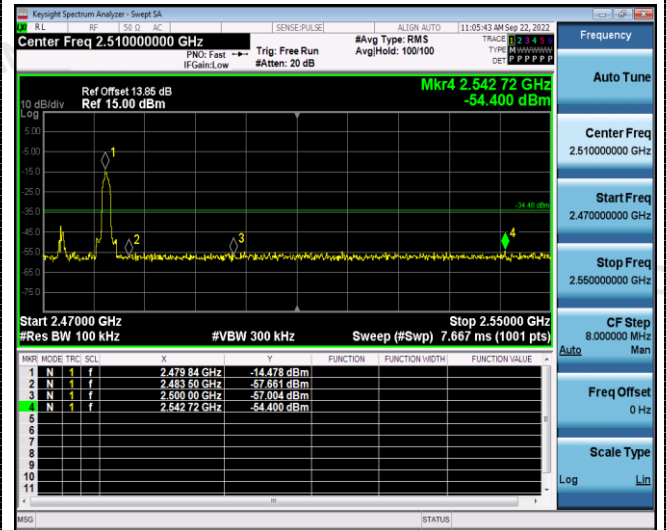 Keysight Spectrum Analyzer - Swept SA
RL RF 50 Ω AC SENSE:PULSE ALIGN AUTO 11:05:43 AM Sep 22, 2022
Center Freq 2.510000000 GHz
PNO: Fast
IFGain:Low
Trig: Free Run
#Atten: 20 dB
#Avg Type: RMS
Avg|Hold: 100/100
TRACE 1 2 3 4 5 6
TYPE M WWWWW
DET P P P P P P
Ref Offset 13.85 dB
Ref 15.00 dBm
10 dB/div
Log
Mkr4 2.542 72 GHz
-54.400 dBm
5.00
-5.00
-15.0
-25.0
-35.0
-45.0
-55.0
-65.0
-75.0
1
2
3
4
-34.48 dBm
Start 2.47000 GHz
#Res BW 100 kHz
#VBW 300 kHz
Stop 2.55000 GHz
Sweep (#Swp) 7.667 ms (1001 pts)
MKR MODE TRC SCL X Y FUNCTION FUNCTION WIDTH FUNCTION VALUE
1 N 1 f 2.479 84 GHz -14.478 dBm
2 N 1 f 2.483 50 GHz -57.661 dBm
3 N 1 f 2.500 00 GHz -57.004 dBm
4 N 1 f 2.542 72 GHz -54.400 dBm
5
6
7
8
9
10
11
MSG STATUS
Frequency
Auto Tune
Center Freq
2.510000000 GHz
Start Freq
2.470000000 GHz
Stop Freq
2.550000000 GHz
CF Step
8.000000 MHz
Auto Man
Freq Offset
0 Hz
Scale Type
Log Lin